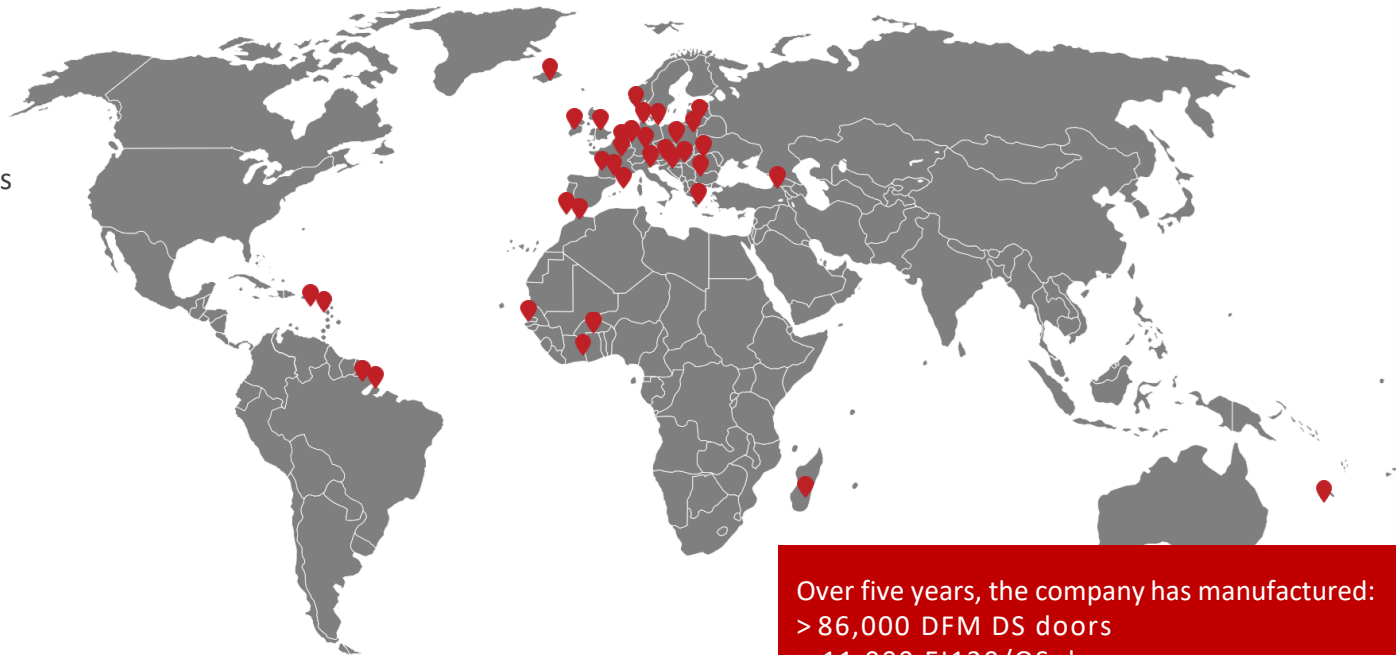 s
Over five years, the company has manufactured:
> 86,000 DFM DS doors